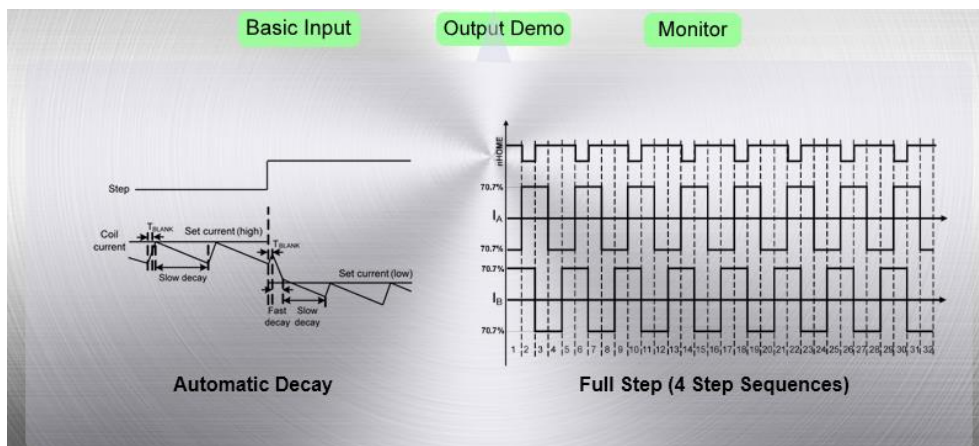 Basic Input
Output Demo
Monitor
Step
TBLANK
Coil
current
Set current (high)
TBLANK
Slow decay
Set current (low)
Fast
decay
Slow
decay
Automatic Decay
nHOME
70.7%
IA
70.7%
70.7%
IB
70.7%
1 2 3 4 5 6 7 8 9 10 11 12 13 14 15 16 17 18 19 20 21 22 23 24 25 26 27 28 29 30 31 32
Full Step (4 Step Sequences)